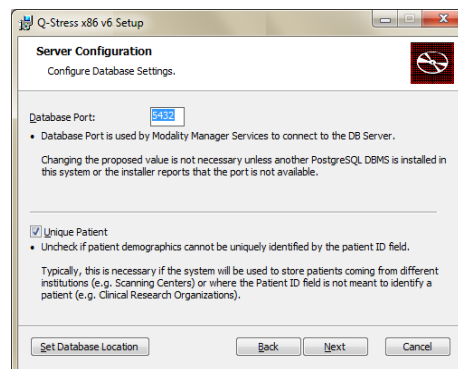 Q-Stress x86 v6 Setup
Server Configuration
Configure Database Settings.
Database Port: 5432
• Database Port is used by Modality Manager Services to connect to the DB Server.
Changing the proposed value is not necessary unless another PostgreSQL DBMS is installed in
this system or the installer reports that the port is not available.
Unique Patient
• Uncheck if patient demographics cannot be uniquely identified by the patient ID field.
Typically, this is necessary if the system will be used to store patients coming from different
institutions (e.g. Scanning Centers) or where the Patient ID field is not meant to identify a
patient (e.g. Clinical Research Organizations).
Set Database Location Back Next Cancel